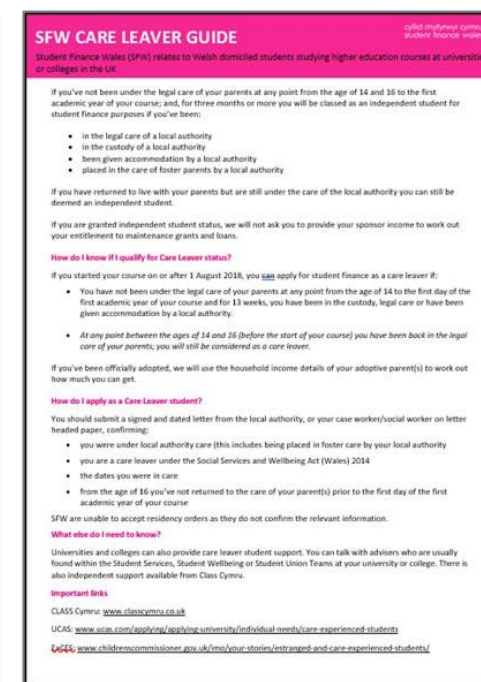 SFW CARE LEAVER GUIDE
cyllid myfyrwyr cymru
student finance wales
Student Finance Wales (SFW) relates to Welsh domiciled students studying higher education courses at universities
or colleges in the UK
If you've not been under the legal care of your parents at any point from the age of 14 and 16 to the first
academic year of your course; and, for three months or more you will be classed as an independent student for
student finance purposes if you've been:
• in the legal care of a local authority
• in the custody of a local authority
• been given accommodation by a local authority
• placed in the care of foster parents by a local authority
If you have returned to live with your parents but are still under the care of the local authority you can still be
deemed an independent student.
If you are granted independent student status, we will not ask you to provide your sponsor income to work out
your entitlement to maintenance grants and loans.
How do I know if I qualify for Care Leaver status?
If you started your course on or after 1 August 2018, you can apply for student finance as a care leaver if:
• You have not been under the legal care of your parents at any point from the age of 14 to the first day of the
first academic year of your course and for 13 weeks, you have been in the custody, legal care or have been
given accommodation by a local authority.
• At any point between the ages of 14 and 16 (before the start of your course) you have been back in the legal
care of your parents; you will still be considered as a care leaver.
If you've been officially adopted, we will use the household income details of your adoptive parent(s) to work out
how much you can get.
How do I apply as a Care Leaver student?
You should submit a signed and dated letter from the local authority, or your case worker/social worker on letter
headed paper, confirming:
• you were under local authority care (this includes being placed in foster care by your local authority
• you are a care leaver under the Social Services and Wellbeing Act (Wales) 2014
• the dates you were in care
• from the age of 16 you've not returned to the care of your parent(s) prior to the first day of the first
academic year of your course
SFW are unable to accept residency orders as they do not confirm the relevant information.
What else do I need to know?
Universities and colleges can also provide care leaver student support. You can talk with advisers who are usually
found within the Student Services, Student Wellbeing or Student Union Teams at your university or college. There is
also independent support available from Class Cymru.
Important links
CLASS Cymru: www.classcymru.co.uk
UCAS: www.ucas.com/applying/applying-university/individual-needs/care-experienced-students
www.childrenscommissioner.gov.uk/imo/your-stories/estranged-and-care-experienced-students/